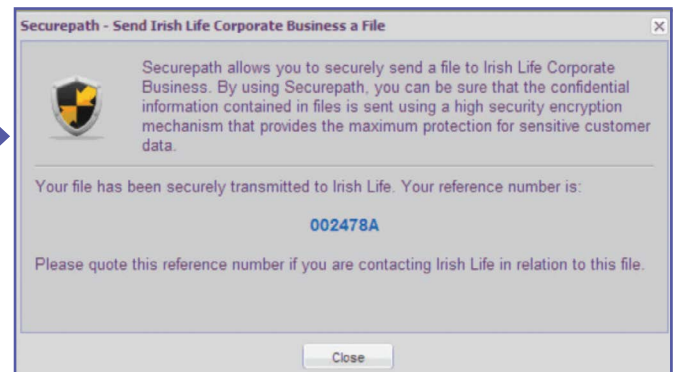 Securepath - Send Irish Life Corporate Business a File
Securepath allows you to securely send a file to Irish Life Corporate
Business. By using Securepath, you can be sure that the confidential
information contained in files is sent using a high security encryption
mechanism that provides the maximum protection for sensitive customer
data.
Your file has been securely transmitted to Irish Life. Your reference number is:
002478A
Please quote this reference number if you are contacting Irish Life in relation to this file.
Close